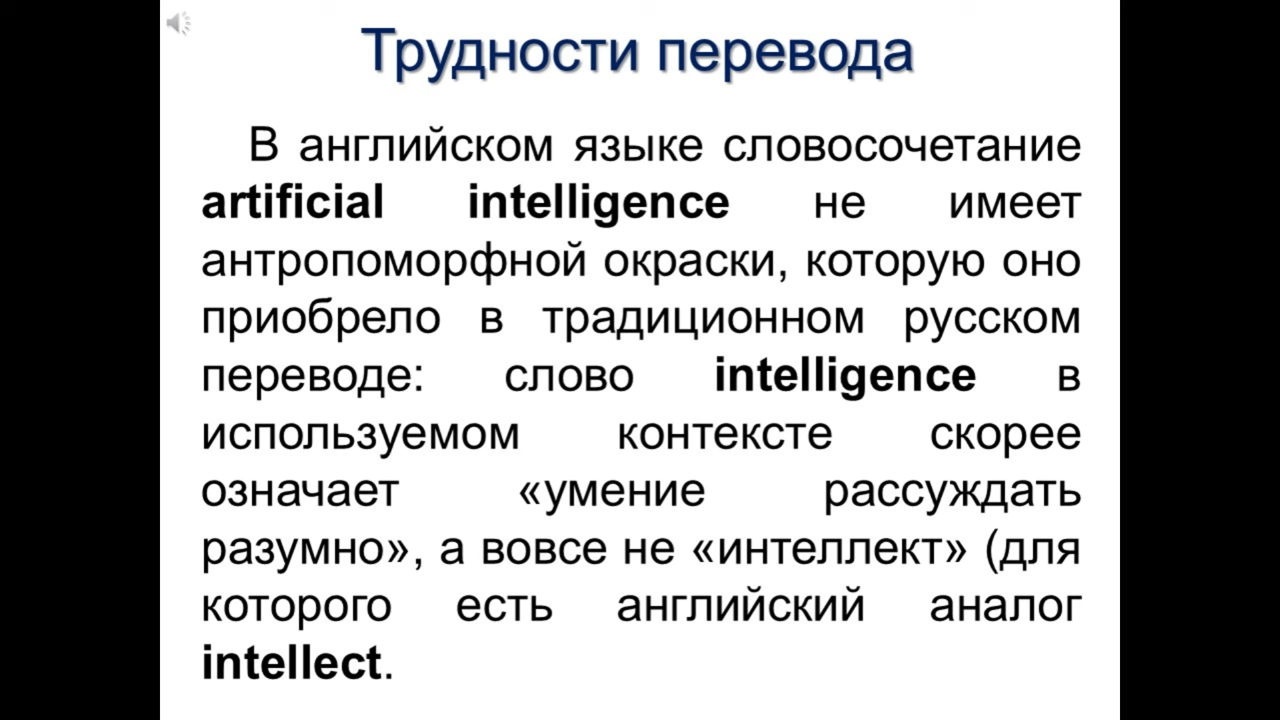 Трудности перевода
В английском языке словосочетание
artificial intelligence не имеет
антропоморфной окраски, которую оно
приобрело в традиционном русском
переводе: слово intelligence в
используемом контексте скорее
означает «умение рассуждать
разумно», а вовсе не «интеллект» (для
которого есть английский аналог
intellect.